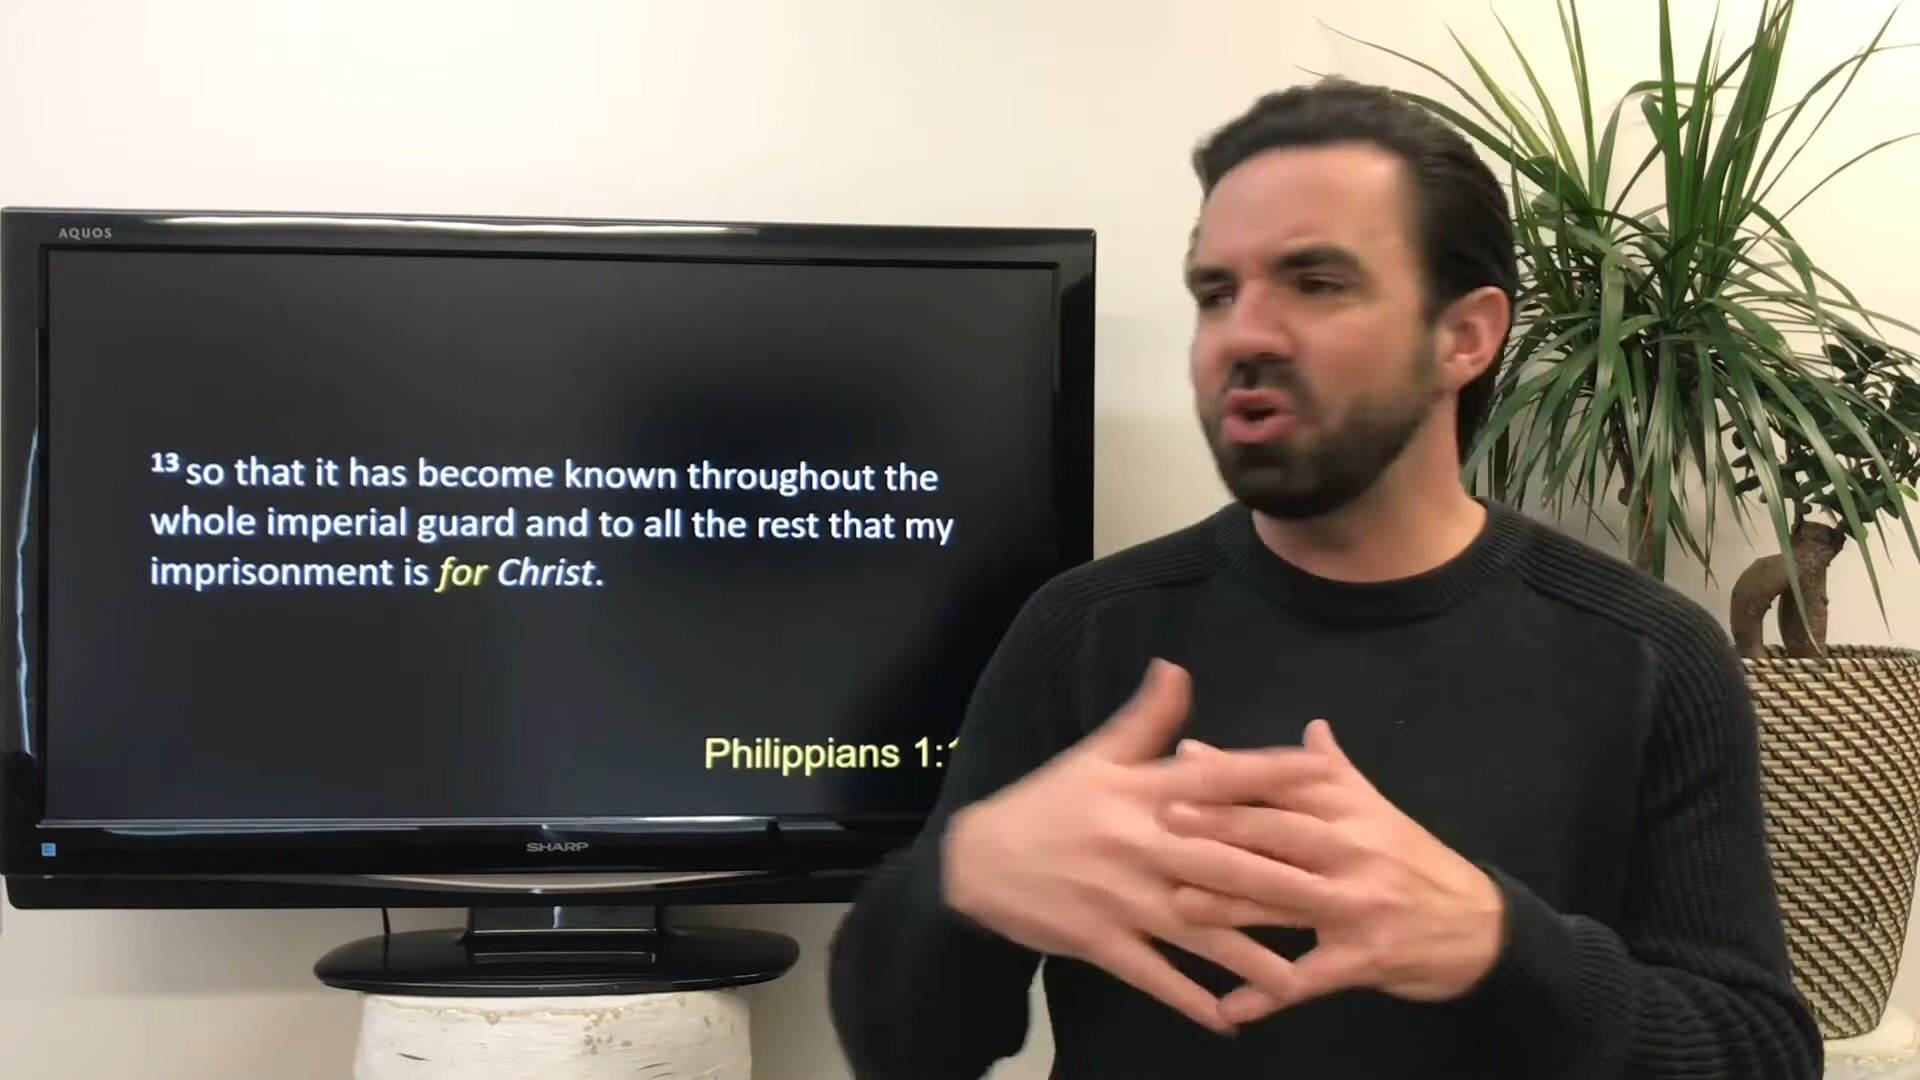 AQUOS
13 so that it has become known throughout the
whole imperial guard and to all the rest that my
imprisonment is for Christ.
Philippians 1:
SHARP